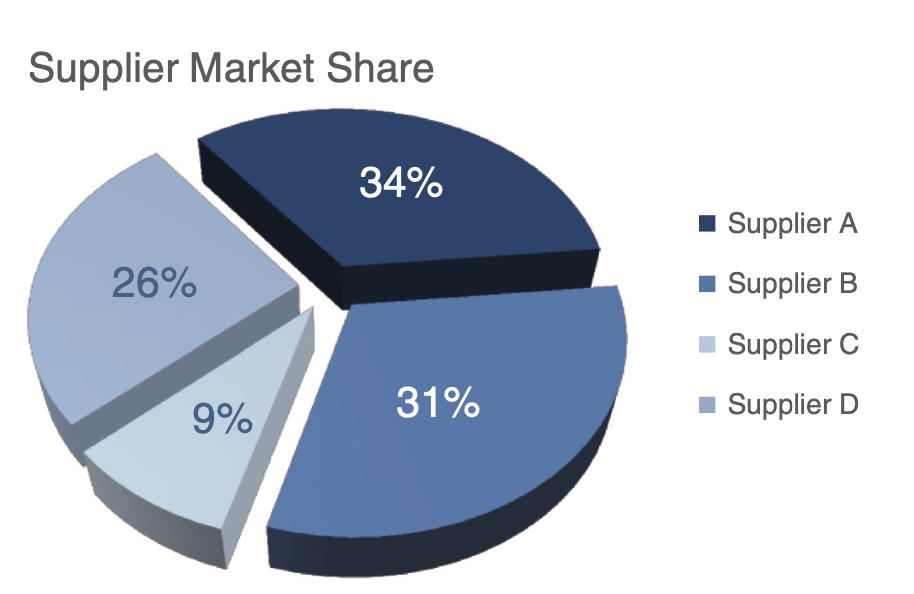 Supplier Market Share
34%
26%
31%
9%
Supplier A
Supplier B
Supplier C
Supplier D